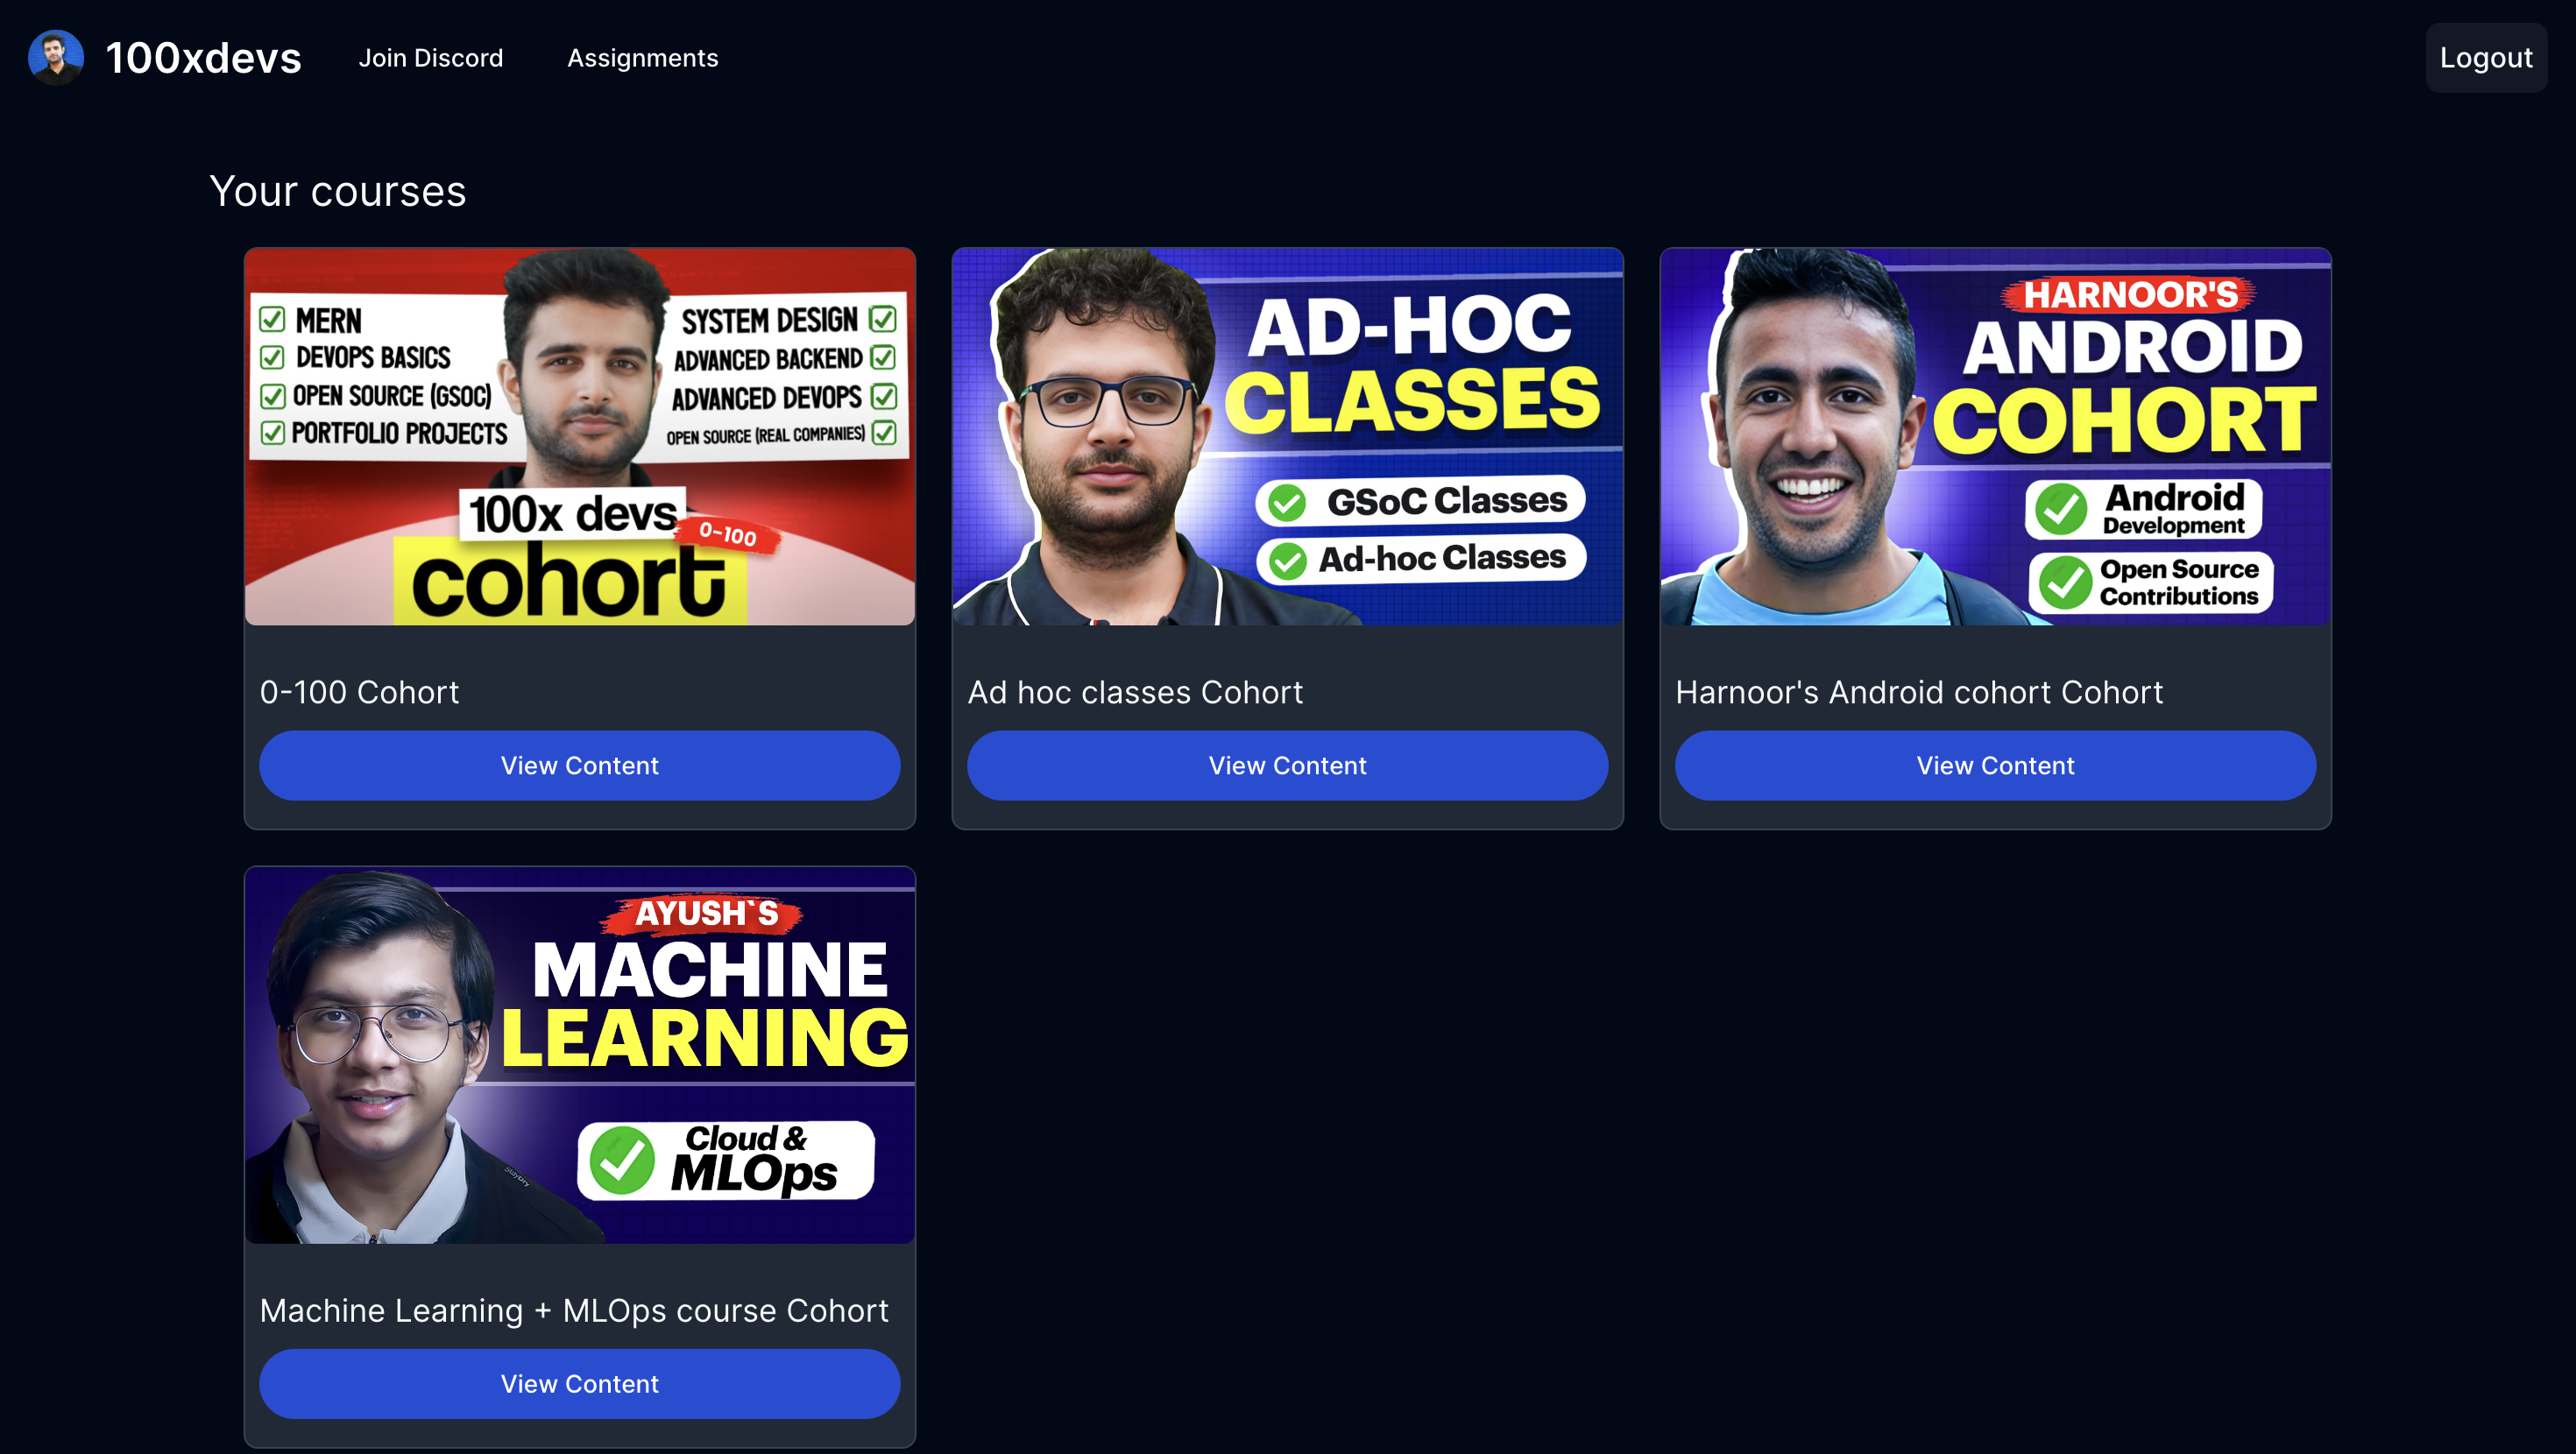 100xdevs
Join Discord
Assignments
Logout
Your courses
MERN
DEVOPS BASICS
OPEN SOURCE (GSOC)
PORTFOLIO PROJECTS
SYSTEM DESIGN
ADVANCED BACKEND
ADVANCED DEVOPS
OPEN SOURCE (REAL COMPANIES)
100x devs
0-100
cohort
0-100 Cohort
View Content
AD-HOC
CLASSES
GSoC Classes
Ad-hoc Classes
Ad hoc classes Cohort
View Content
HARNOOR'S
ANDROID
COHORT
Android
Development
Open Source
Contributions
Harnoor's Android cohort Cohort
View Content
AYUSH`S
MACHINE
LEARNING
Cloud &
MLOps
Machine Learning + MLOps course Cohort
View Content